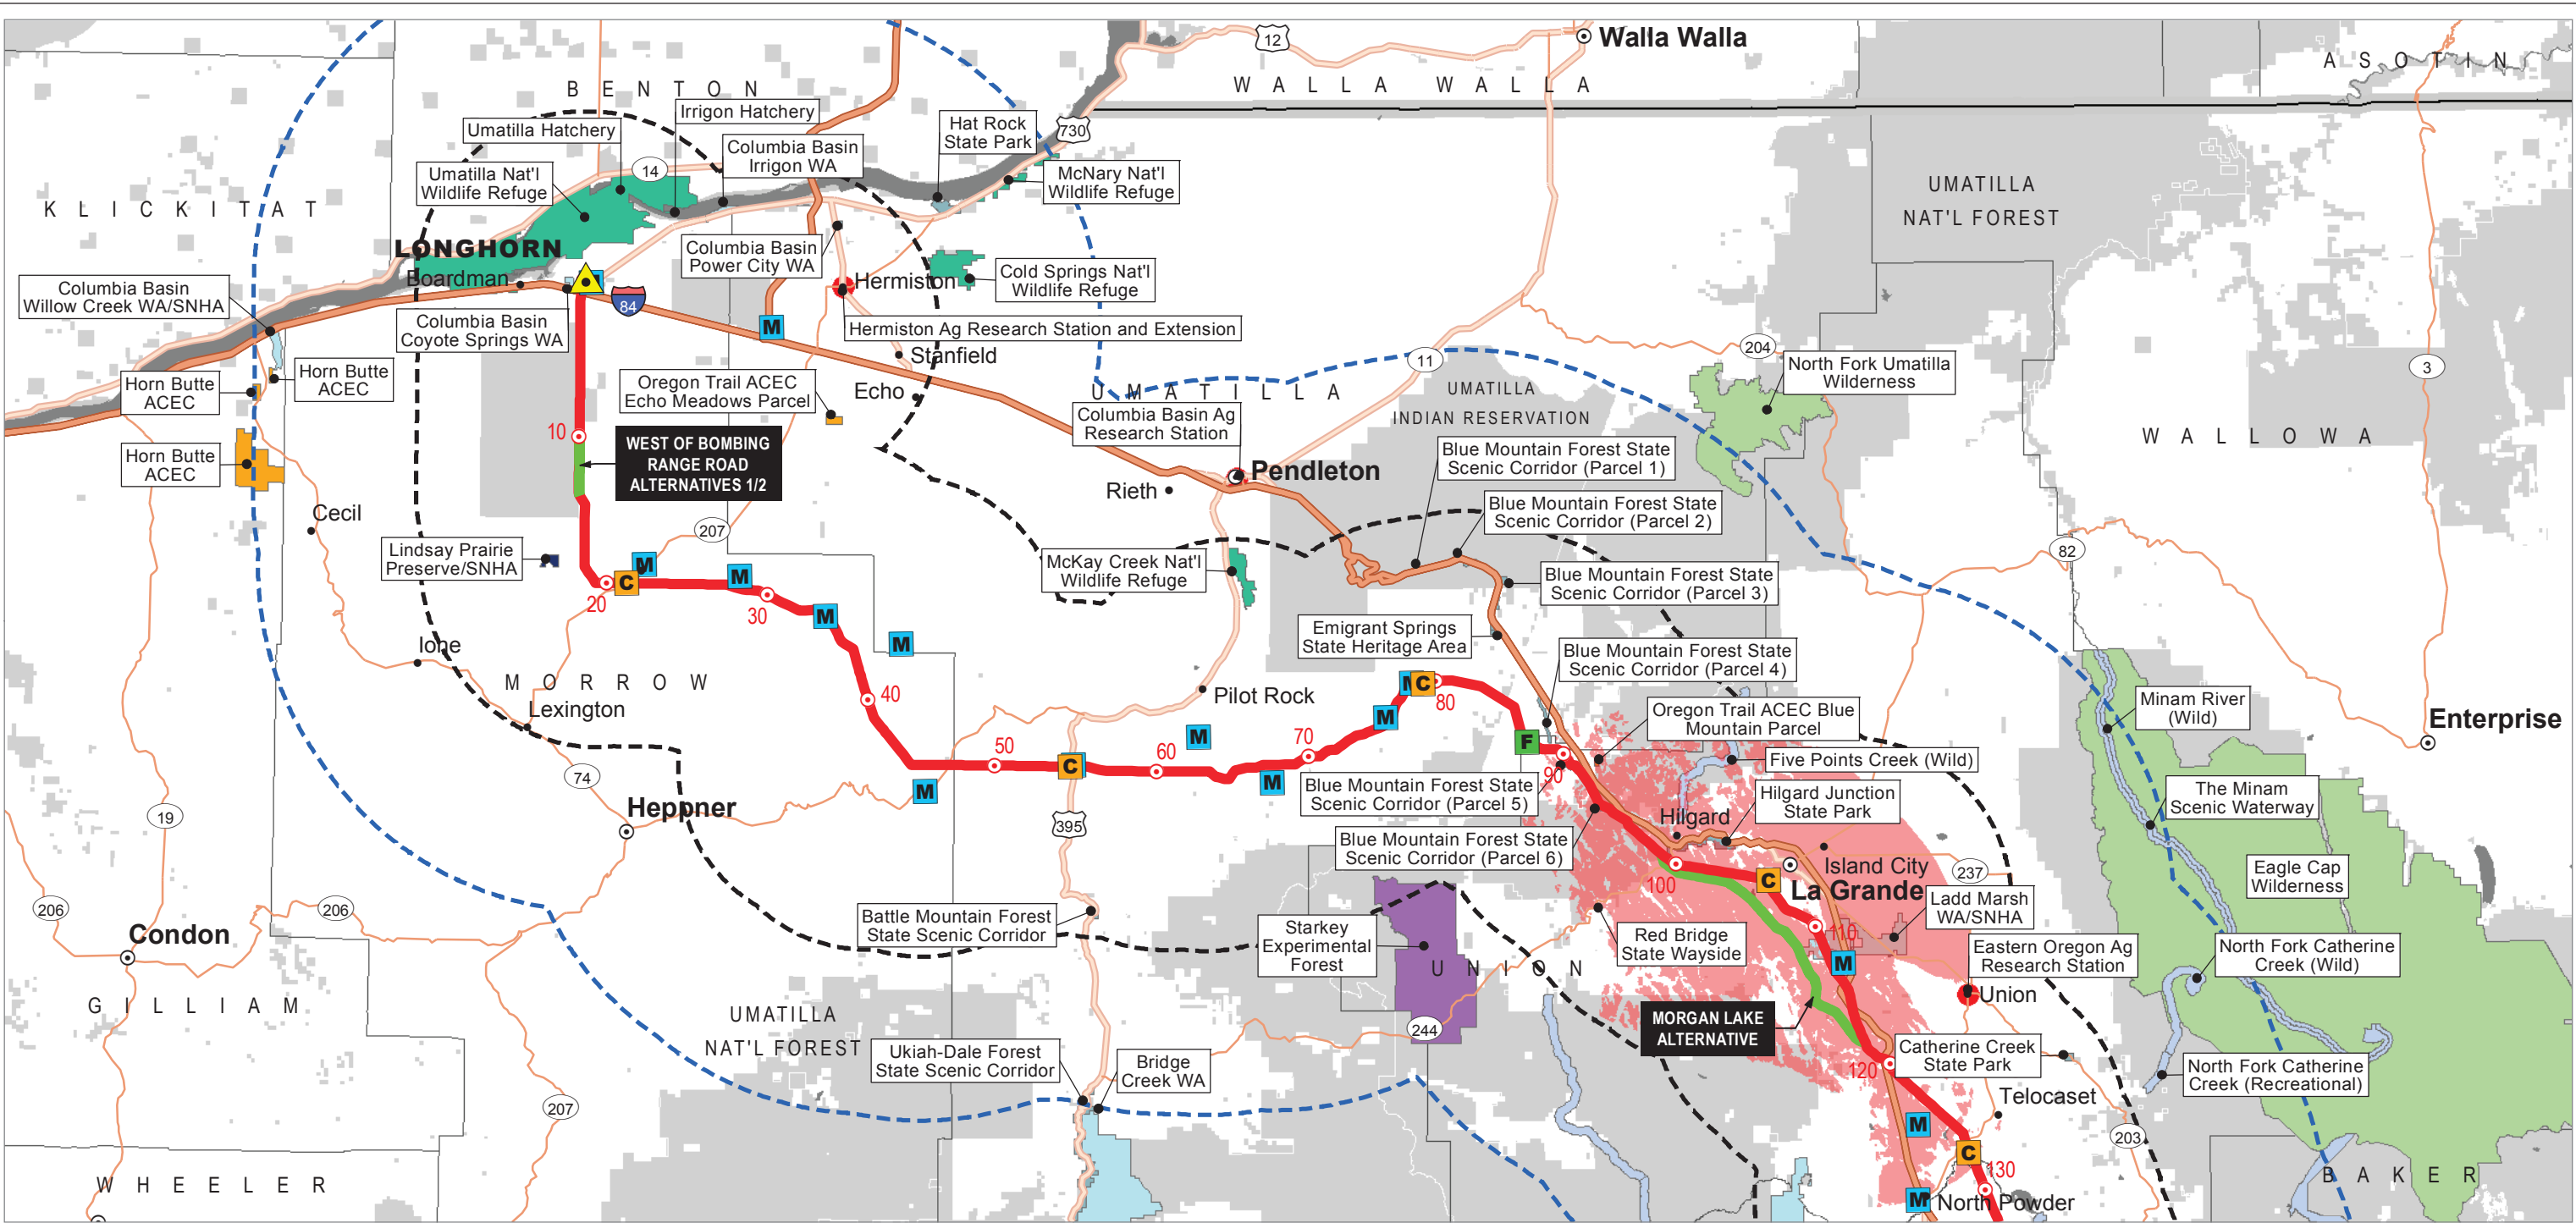 12
Walla Walla
WALLA WALLA
ASOTIN
BENTON
Irrigon Hatchery
Umatilla Hatchery
Hat Rock
State Park
730
Columbia Basin
Irrigon WA
14
Umatilla Nat'l
Wildlife Refuge
McNary Nat'l
Wildlife Refuge
KLICKITAT
UMATILLA
NAT'L FOREST
LONGHORN
Boardman
Columbia Basin
Power City WA
Hermiston
Cold Springs Nat'l
Wildlife Refuge
Columbia Basin
Willow Creek WA/SNHA
84
Columbia Basin
Coyote Springs WA
M
Hermiston Ag Research Station and Extension
Stanfield
11
204
North Fork Umatilla
Wilderness
3
Horn Butte
ACEC
Horn Butte
ACEC
Oregon Trail ACEC
Echo Meadows Parcel
Echo
UMATILLA
UMATILLA
INDIAN RESERVATION
Columbia Basin Ag
Research Station
10
WEST OF BOMBING
RANGE ROAD
ALTERNATIVES 1/2
WALLOWA
Horn Butte
ACEC
Blue Mountain Forest State
Scenic Corridor (Parcel 1)
Pendleton
Rieth
Cecil
207
Blue Mountain Forest State
Scenic Corridor (Parcel 2)
82
Lindsay Prairie
Preserve/SNHA
McKay Creek Nat'l
Wildlife Refuge
Blue Mountain Forest State
Scenic Corridor (Parcel 3)
20
C
M
M
30
M
M
Ione
Emigrant Springs
State Heritage Area
Blue Mountain Forest State
Scenic Corridor (Parcel 4)
MORROW
Lexington
40
Pilot Rock
M
C
80
Minam River
(Wild)
Oregon Trail ACEC Blue
Mountain Parcel
Enterprise
M
M
F
50
C
60
70
M
M
90
Five Points Creek (Wild)
74
Blue Mountain Forest State
Scenic Corridor (Parcel 5)
Hilgard Junction
State Park
The Minam
Scenic Waterway
Heppner
19
395
Hilgard
Blue Mountain Forest State
Scenic Corridor (Parcel 6)
Island City
237
100
C
La Grande
Eagle Cap
Wilderness
206
206
Battle Mountain Forest
State Scenic Corridor
Ladd Marsh
WA/SNHA
Condon
Starkey
Experimental
Forest
Red Bridge
State Wayside
110
M
UNION
Eastern Oregon Ag
Research Station
North Fork Catherine
Creek (Wild)
Union
GILLIAM
UMATILLA
NAT'L FOREST
244
MORGAN LAKE
ALTERNATIVE
Ukiah-Dale Forest
State Scenic Corridor
Bridge
Creek WA
Catherine Creek
State Park
120
North Fork Catherine
Creek (Recreational)
Telocaset
207
M
203
C
130
WHEELER
BAKER
M
North Powder